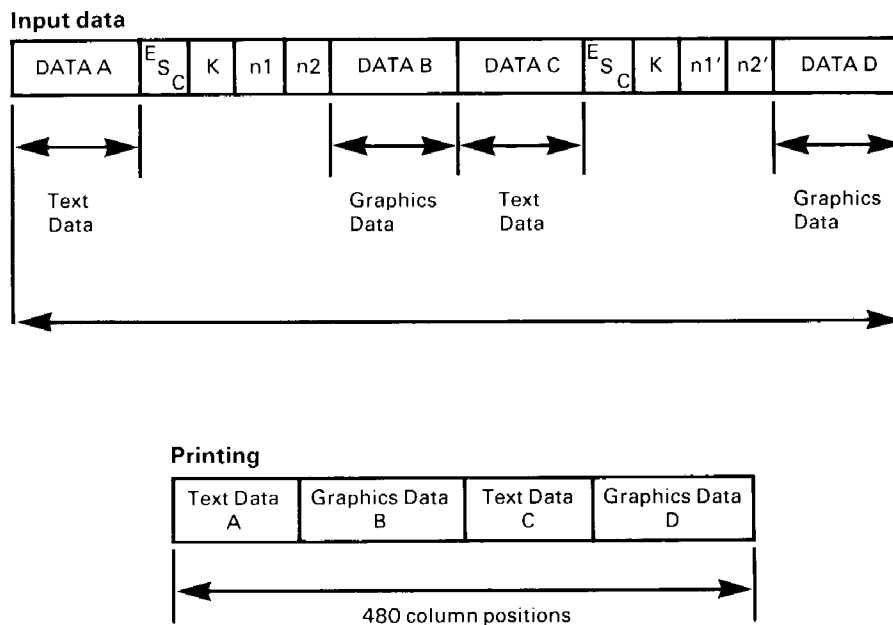 Input data
DATA A ESC K n1 n2 DATA B DATA C ESC K n1′ n2′ DATA D
Text Data
Graphics Data
Text Data
Graphics Data
Printing
Text Data A
Graphics Data B
Text Data C
Graphics Data D
480 column positions